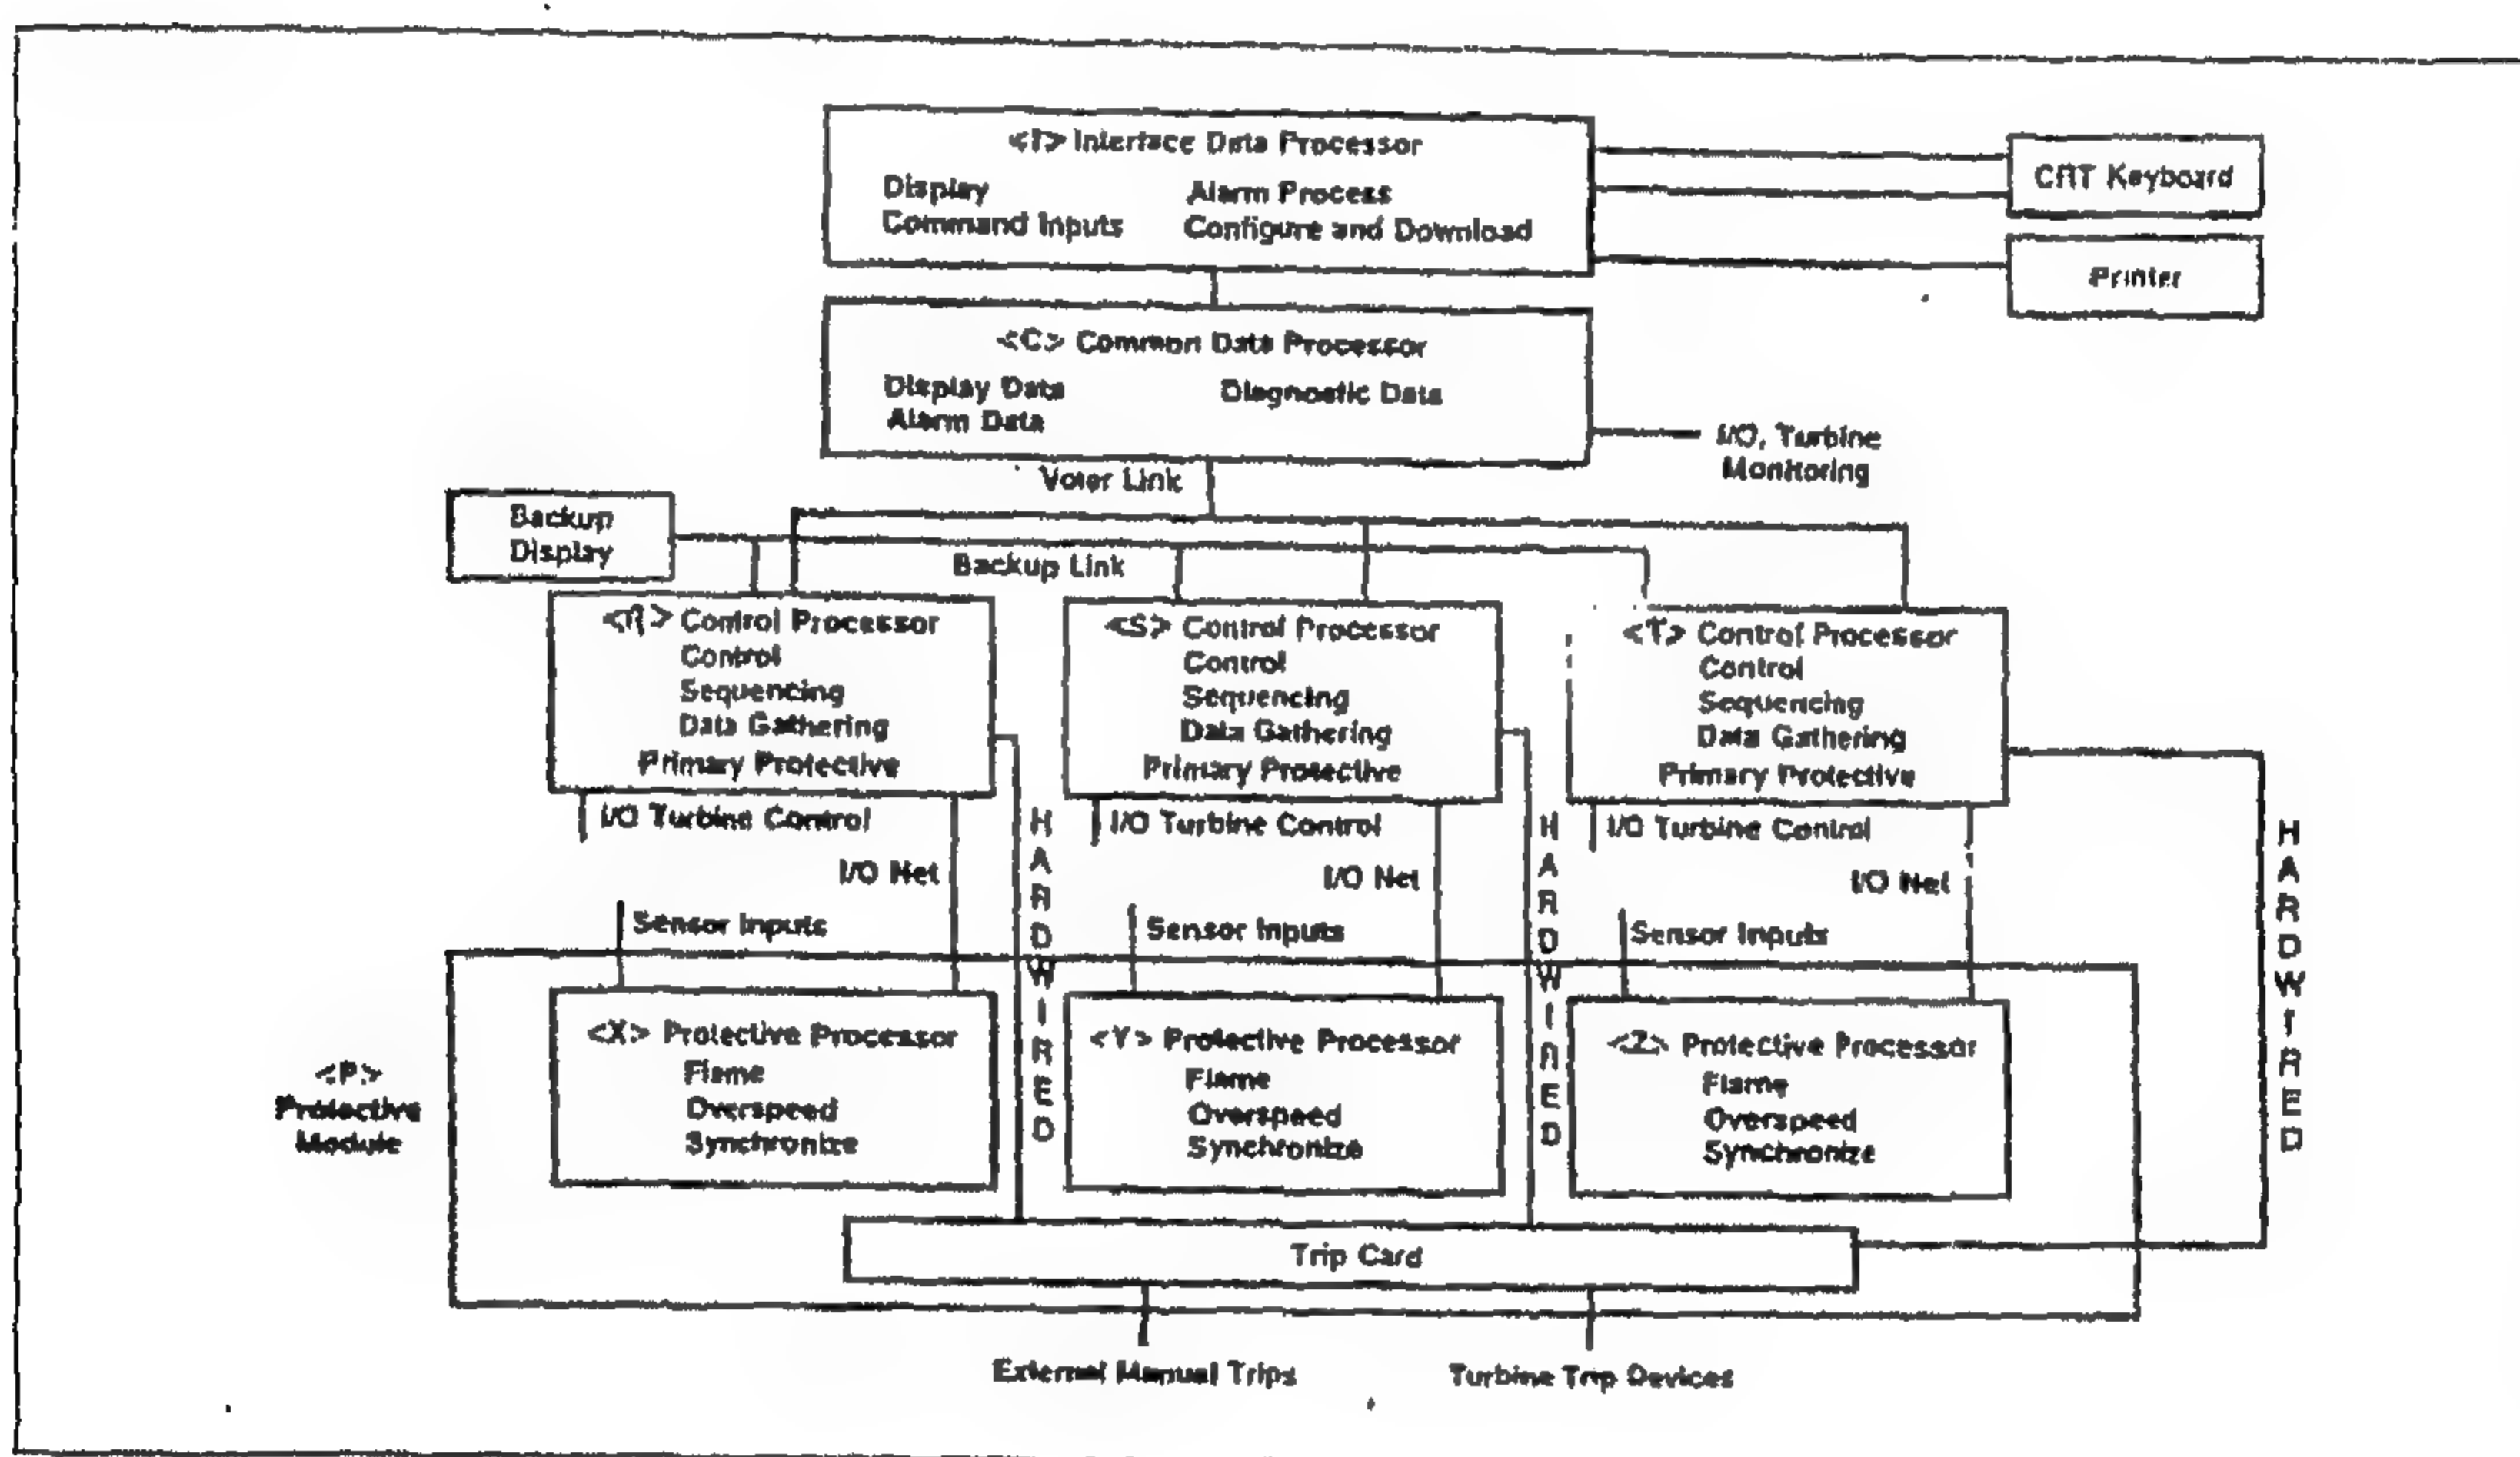 <I> Interface Data Processor
Display
Alarm Process
Command Inputs
Configure and Download
CRT Keyboard
Printer
<C> Common Data Processor
Display Data
Diagnostic Data
Alarm Data
I/O, Turbine
Monitoring
Voter Link
Backup
Display
Backup Link
<R> Control Processor
Control
Sequencing
Data Gathering
Primary Protective
<S> Control Processor
Control
Sequencing
Data Gathering
Primary Protective
<T> Control Processor
Control
Sequencing
Data Gathering
Primary Protective
I/O Turbine Control
I/O Turbine Control
I/O Turbine Control
I/O Net
I/O Net
I/O Net
HARDWIRED
HARDWIRED
HARDWIRED
Sensor Inputs
Sensor Inputs
Sensor Inputs
<P>
Protective
Module
<X> Protective Processor
Flame
Overspeed
Synchronize
<Y> Protective Processor
Flame
Overspeed
Synchronize
<Z> Protective Processor
Flame
Overspeed
Synchronize
Trip Card
External Manual Trips
Turbine Trip Devices